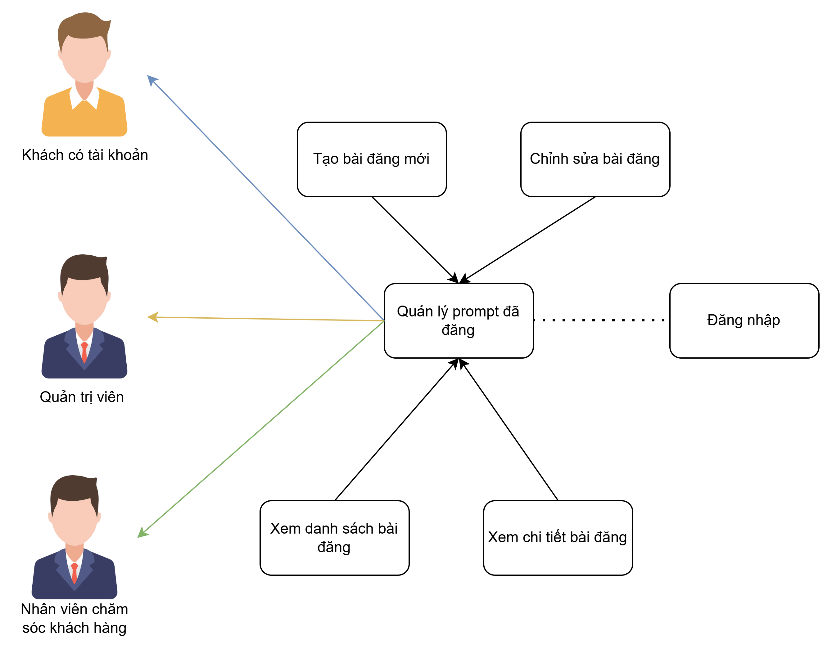 Khách có tài khoản
Tạo bài đăng mới
Chỉnh sửa bài đăng
Quản lý prompt đã
đăng
Đăng nhập
Quản trị viên
Xem danh sách bài
đăng
Xem chi tiết bài đăng
Nhân viên chăm
sóc khách hàng